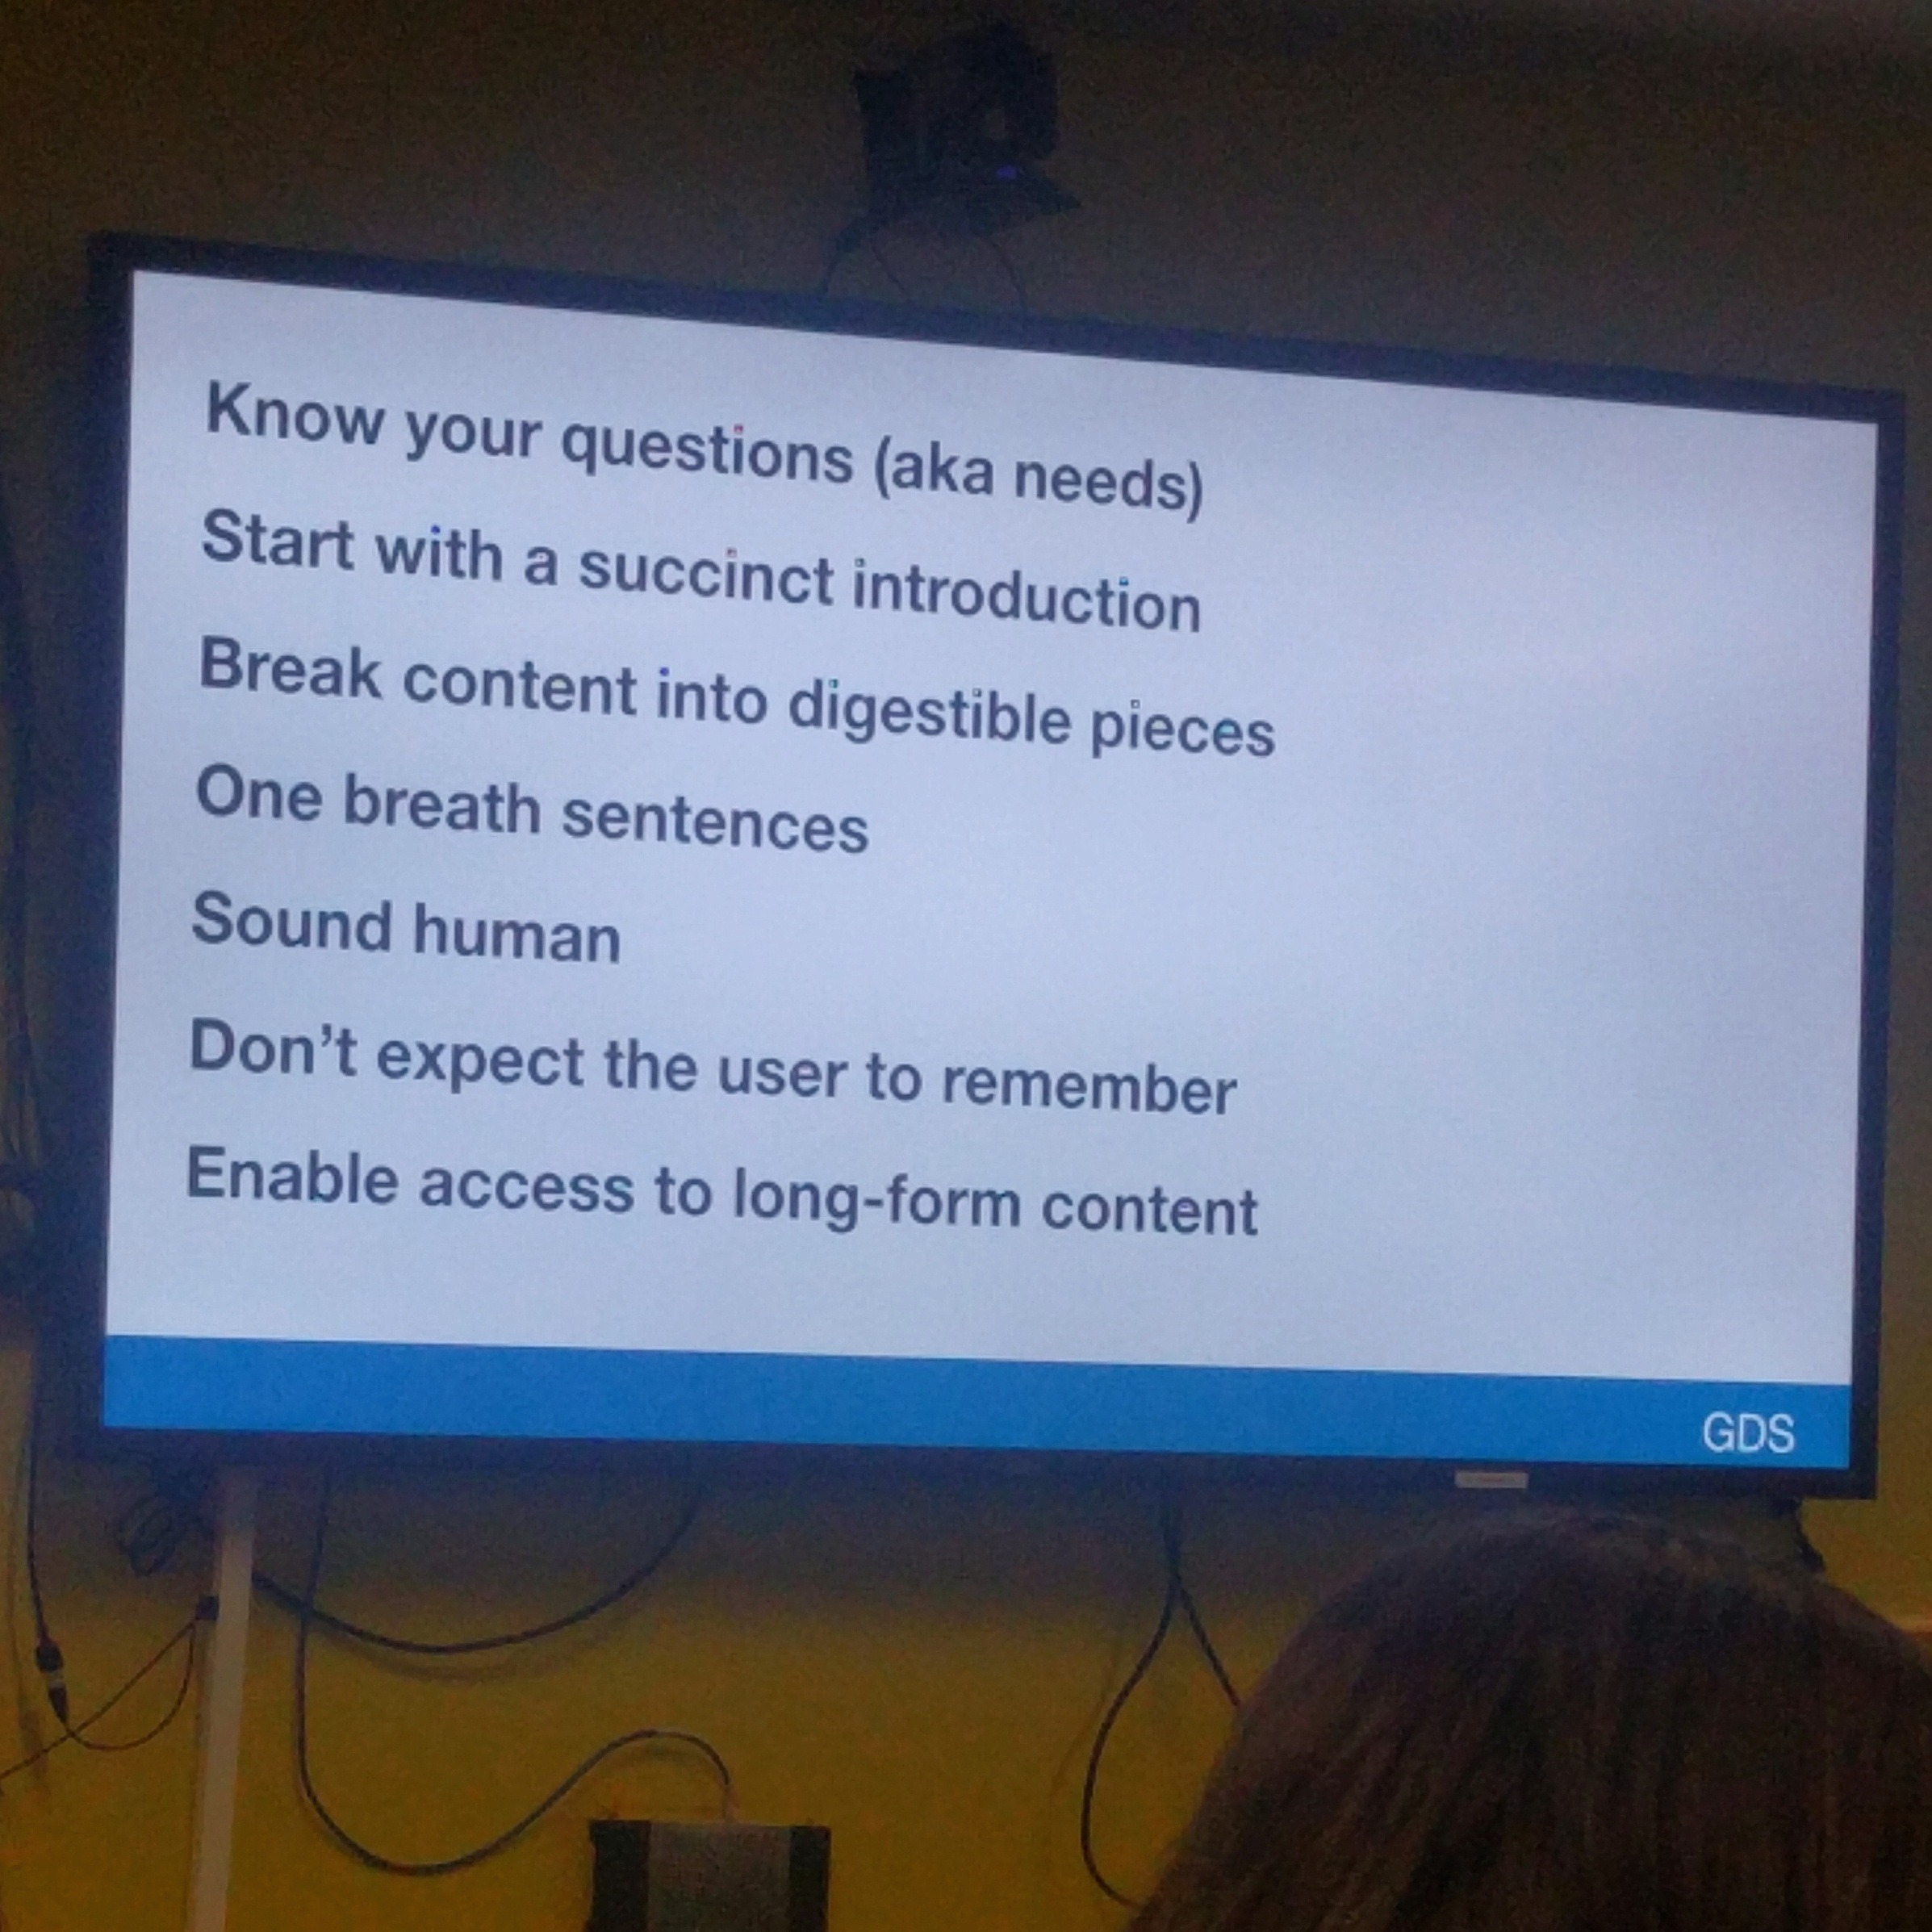 Know your questions (aka needs)
Start with a succinct introduction
Break content into digestible pieces
One breath sentences
Sound human
Don’t expect the user to remember
Enable access to long-form content
GDS